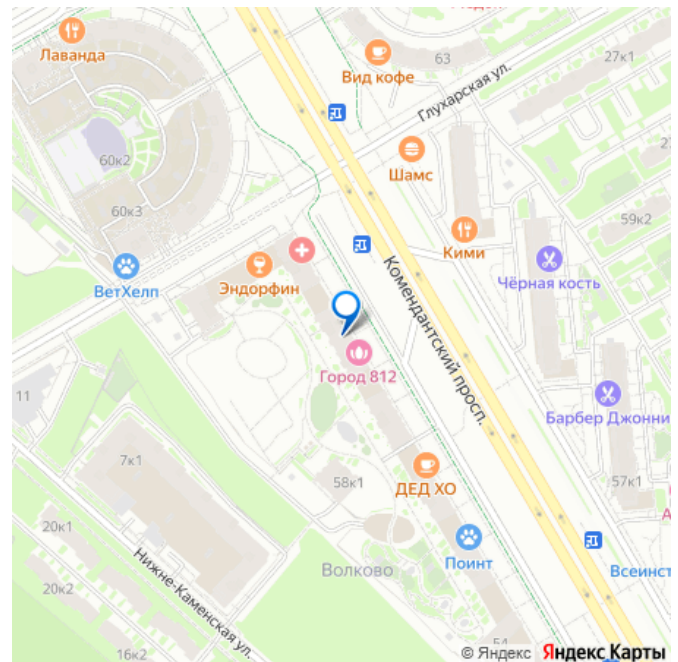 Лаванда
Вид кофе
63
27к1
Глухарская ул.
60к2
Шамс
60к3
59к2
Кими
ВетХелп
Эндорфин
Чёрная кость
Комендантский просп.
Город 812
11
Барбер Джонни
7к1
58к1
ДЕД ХО
57к1
20к1
Поинт
Нижне-Каменская ул.
Волково
Всеинст
20к2
54
16к2
© Яндекс Яндекс Карты